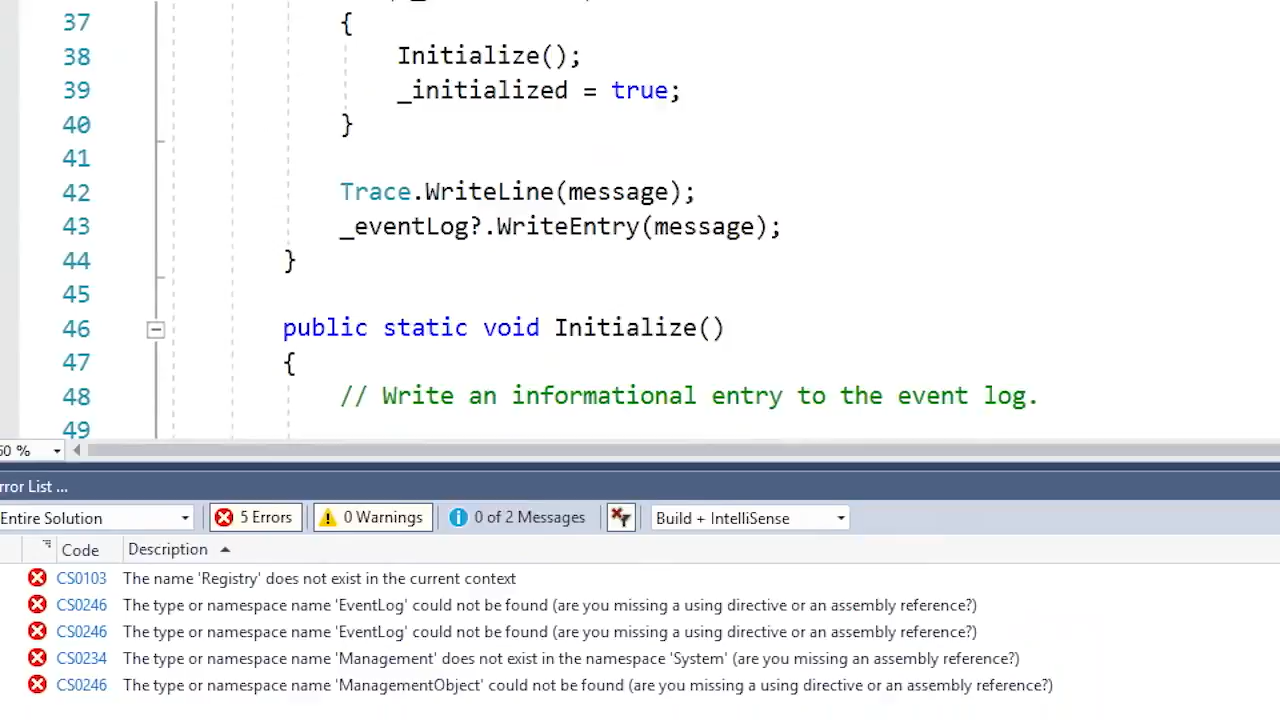 37 {
38 Initialize();
39 _initialized = true;
40 }
41
42 Trace.WriteLine(message);
43 _eventLog?.WriteEntry(message);
44 }
45
46 public static void Initialize()
47 {
48 // Write an informational entry to the event log.
49
60 %
rror List ...
Entire Solution 5 Errors 0 Warnings 0 of 2 Messages Build + IntelliSense
Code Description
CS0103 The name 'Registry' does not exist in the current context
CS0246 The type or namespace name 'EventLog' could not be found (are you missing a using directive or an assembly reference?)
CS0246 The type or namespace name 'EventLog' could not be found (are you missing a using directive or an assembly reference?)
CS0234 The type or namespace name 'Management' does not exist in the namespace 'System' (are you missing an assembly reference?)
CS0246 The type or namespace name 'ManagementObject' could not be found (are you missing a using directive or an assembly reference?)